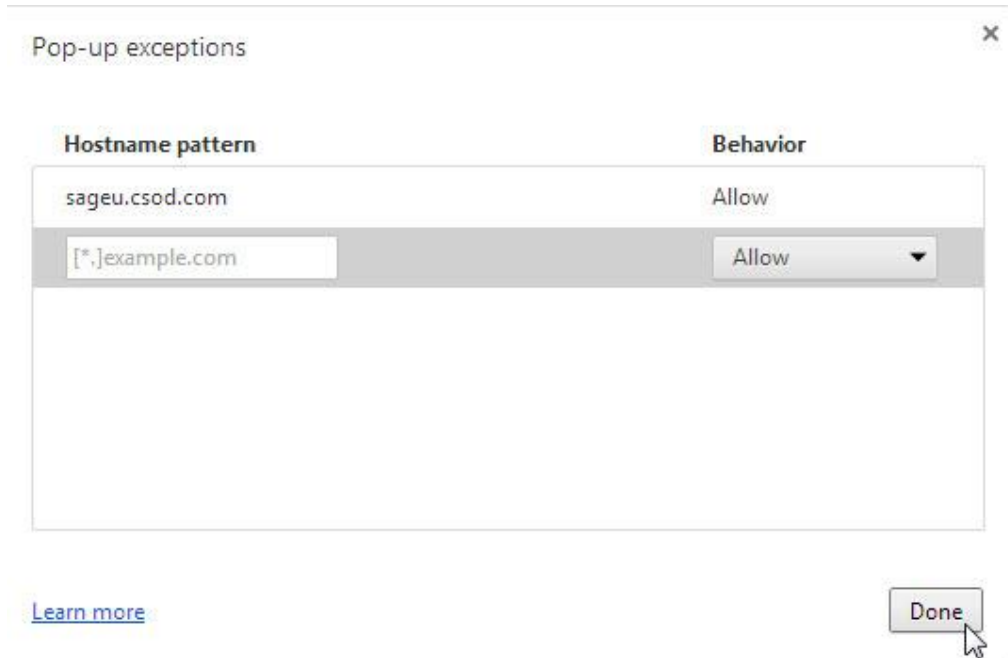 Pop-up exceptions ×
Hostname pattern Behavior
sageu.csod.com Allow
[*.]example.com Allow
Learn more Done